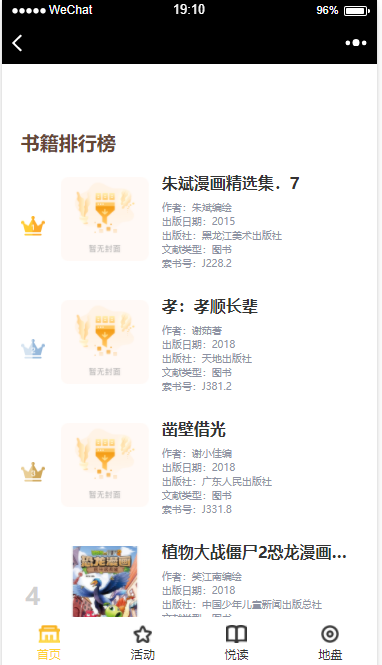 ●●●●● WeChat 19:10 96%
书籍排行榜
朱斌漫画精选集．7
作者：朱斌编绘
出版日期：2015
出版社：黑龙江美术出版社
文献类型：图书
索书号：J228.2
暂无封面
孝：孝顺长辈
作者：谢茹著
出版日期：2018
出版社：天地出版社
文献类型：图书
索书号：J381.2
暂无封面
凿壁借光
作者：谢小佳编
出版日期：2018
出版社：广东人民出版社
文献类型：图书
索书号：J331.8
暂无封面
4
恐龙漫画
植物大战僵尸2恐龙漫画...
作者：笑江南编绘
出版日期：2018
出版社：中国少年儿童新闻出版总社
首页 活动 悦读 地盘